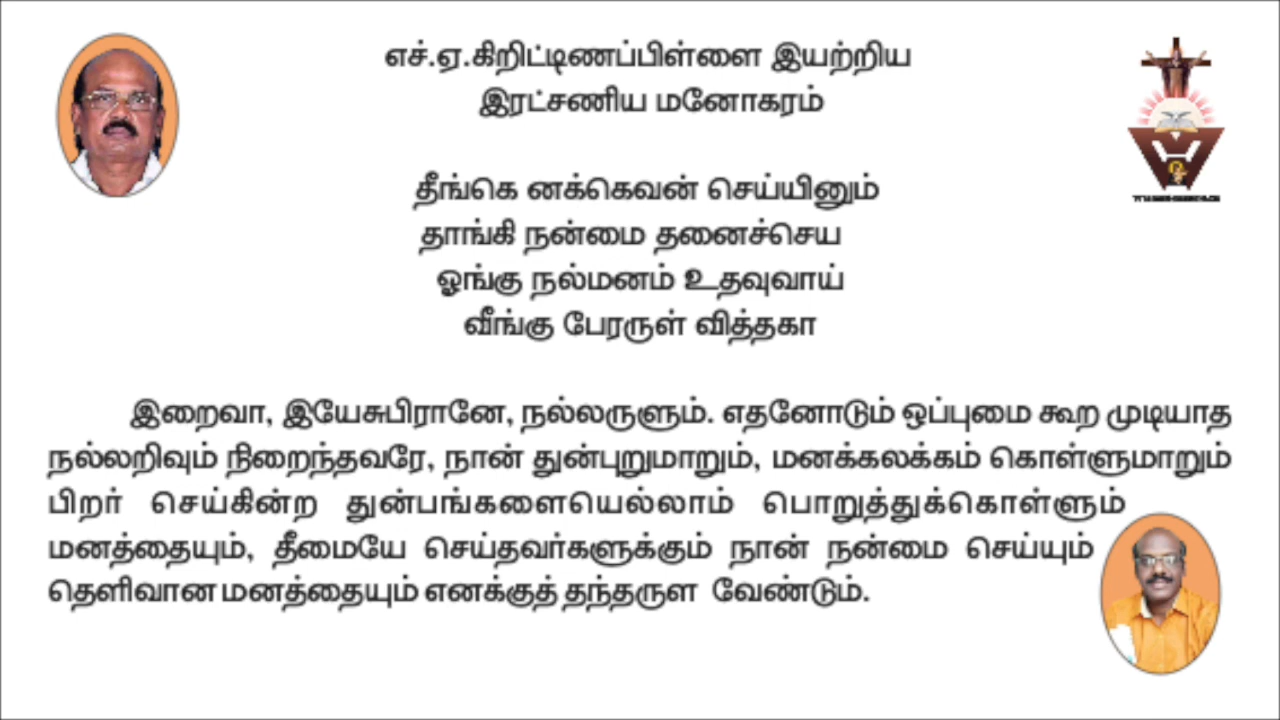 எச்.ஏ.கிறிட்டிணப்பிள்ளை இயற்றிய
இரட்சணிய மனோகரம்
தீங்கெ னக்கெவன் செய்யினும்
தாங்கி நன்மை தனைச்செய
ஓங்கு நல்மனம் உதவுவாய்
வீங்கு பேரருள் வித்தகா
இறைவா, இயேசுபிரானே, நல்லருளும். எதனோடும் ஒப்புமை கூற முடியாத
நல்லறிவும் நிறைந்தவரே, நான் துன்புறுமாறும், மனக்கலக்கம் கொள்ளுமாறும்
பிறர் செய்கின்ற துன்பங்களையெல்லாம் பொறுத்துக்கொள்ளும்
மனத்தையும், தீமையே செய்தவர்களுக்கும் நான் நன்மை செய்யும்
தெளிவான மனத்தையும் எனக்குத் தந்தருள வேண்டும்.